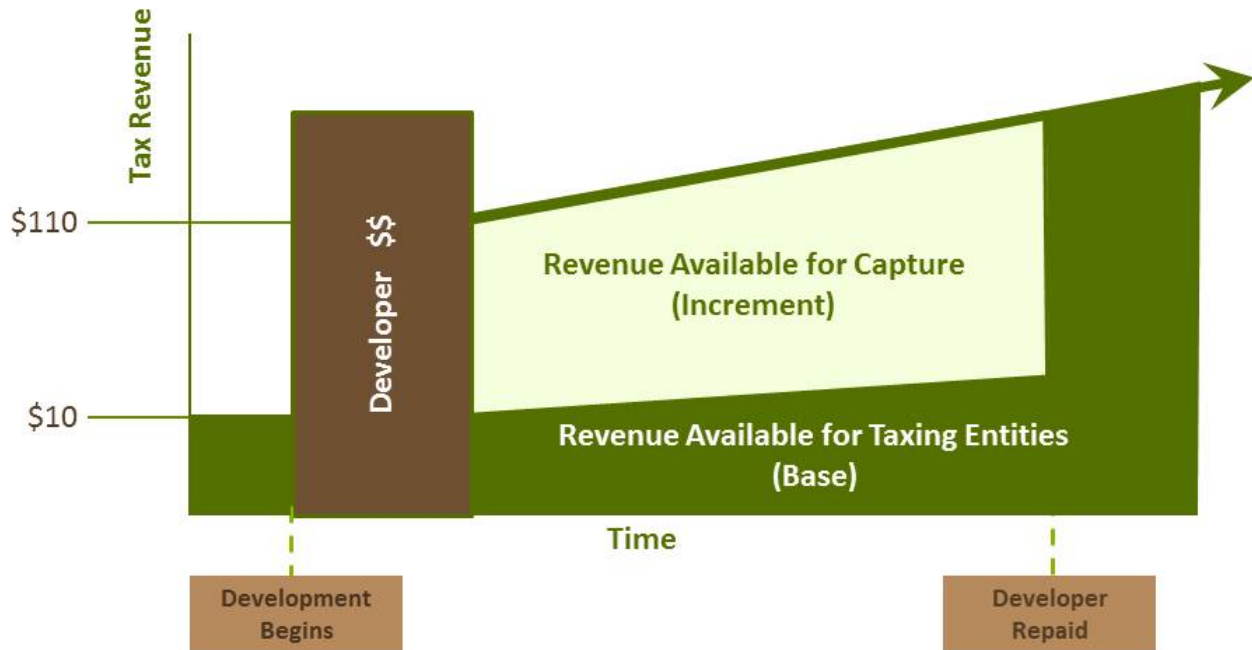 Tax Revenue
$110
$10
Developer $$
Revenue Available for Capture
(Increment)
Revenue Available for Taxing Entities
(Base)
Time
Development
Begins
Developer
Repaid